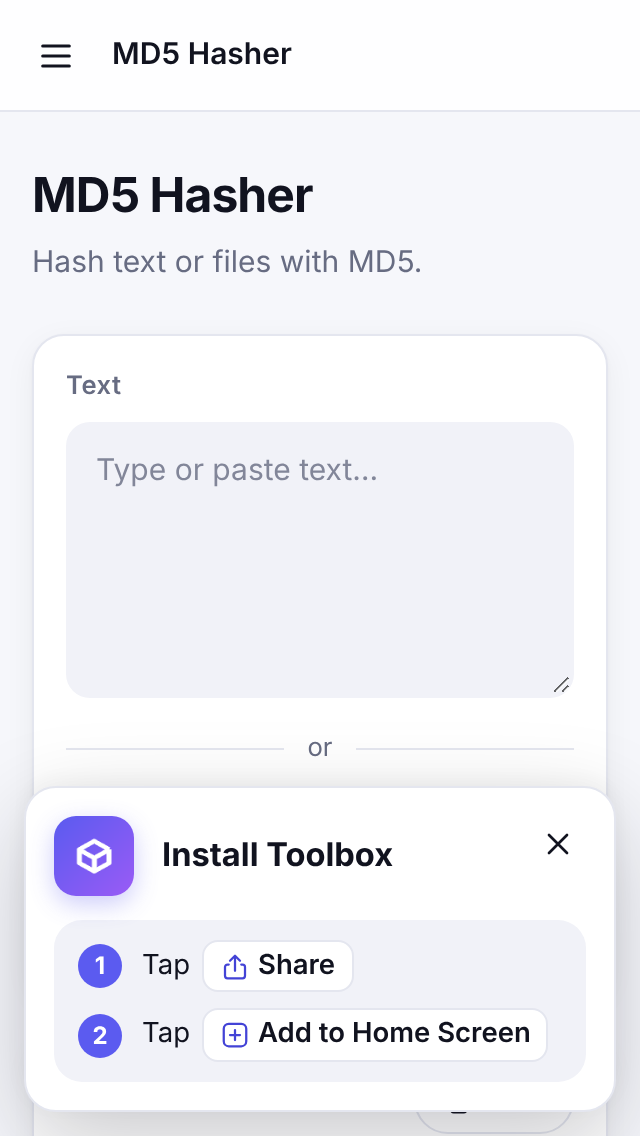 MD5 Hasher
MD5 Hasher
Hash text or files with MD5.
Text
Type or paste text...
or
Install Toolbox
1 Tap Share
2 Tap Add to Home Screen